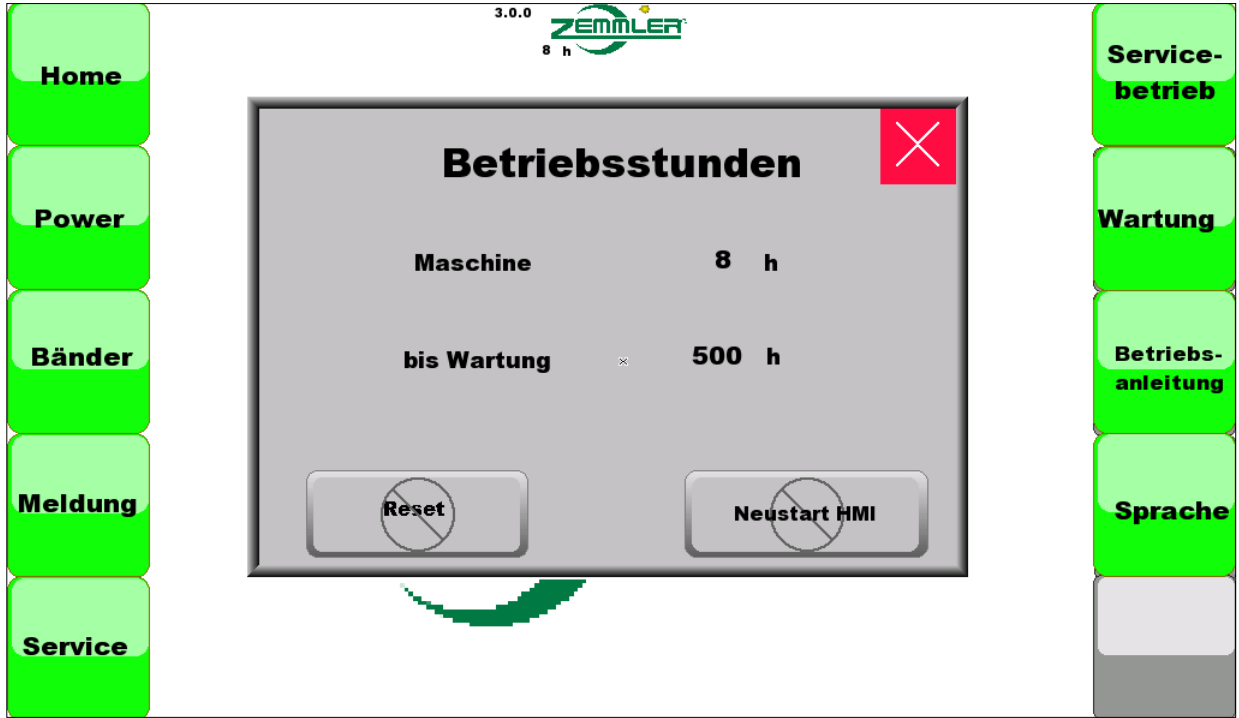 3.0.0
ZEMMLER
8 h
Home
Power
Bänder
Meldung
Service
Betriebsstunden
Maschine 8 h
bis Wartung 500 h
Reset
Neustart HMI
Service-
betrieb
Wartung
Betriebs-
anleitung
Sprache